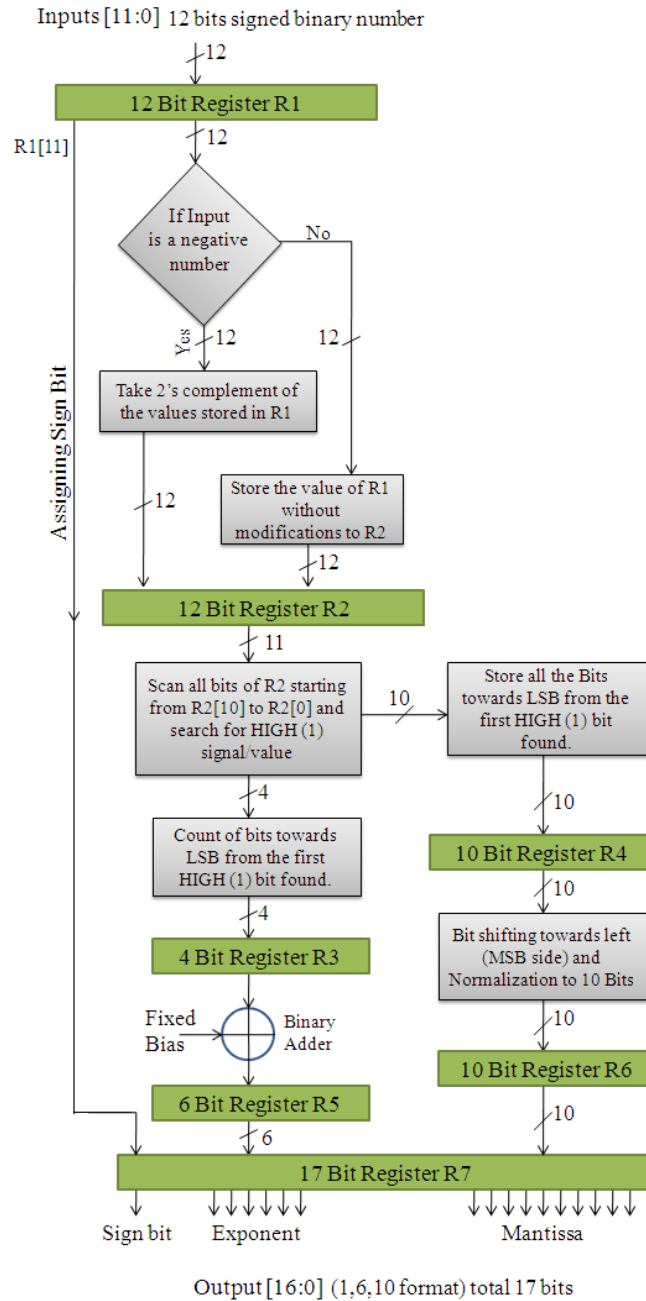 Inputs [11:0] 12 bits signed binary number
12
12 Bit Register R1
R1[11]
12
If Input
is a negative
number
No
Yes
12
12
Take 2's complement of
the values stored in R1
Assigning Sign Bit
12
Store the value of R1
without
modifications to R2
12
12 Bit Register R2
11
Scan all bits of R2 starting
from R2[10] to R2[0] and
search for HIGH (1)
signal/value
10
Store all the Bits
towards LSB from the
first HIGH (1) bit
found.
4
10
Count of bits towards
LSB from the first
HIGH (1) bit found.
10 Bit Register R4
4
10
4 Bit Register R3
Bit shifting towards left
(MSB side) and
Normalization to 10 Bits
Fixed
Bias
Binary
Adder
10
10 Bit Register R6
6 Bit Register R5
6
10
17 Bit Register R7
Sign bit
Exponent
Mantissa
Output [16:0] (1,6,10 format) total 17 bits